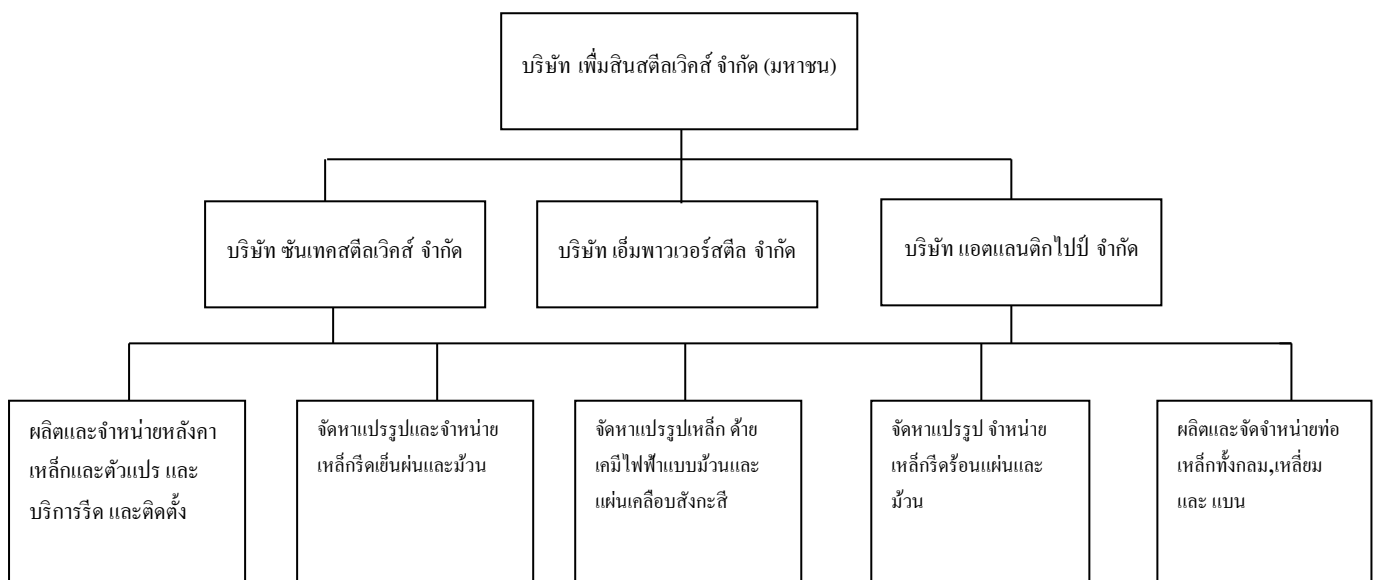 บริษัท เพิ่มสินสตีลเวิคส์ จำกัด (มหาชน)
บริษัท ซันเทคสตีลเวิคส์ จำกัด
บริษัท เอ็มพาวเวอร์สตีล จำกัด
บริษัท แอตแลนติกไปป์ จำกัด
ผลิตและจำหน่ายหลังคา
เหล็กและตัวแปร และ
บริการรีด และติดตั้ง
จัดหาแปรรูปและจำหน่าย
เหล็กรีดเย็นผ่นและม้วน
จัดหาแปรรูปเหล็ก ด้าย
เคมีไฟฟ้าแบบม้วนและ
แผ่นเคลือบสังกะสี
จัดหาแปรรูป จำหน่าย
เหล็กรีดร้อนแผ่นและ
ม้วน
ผลิตและจัดจำหน่ายท่อ
เหล็กทั้งกลม,เหลี่ยม
และ แบน